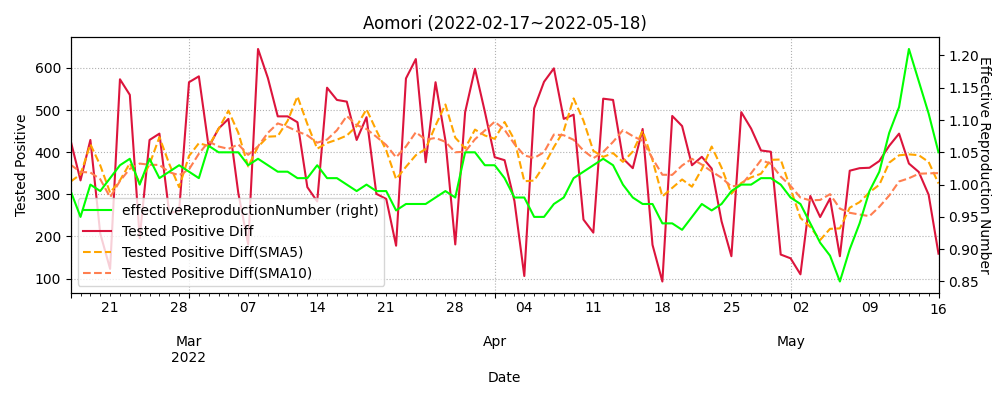 Aomori (2022-02-17~2022-05-18)
Tested Positive
600
500
400
300
200
100
Effective Reproduction Number
1.20
1.15
1.10
1.05
1.00
0.95
0.90
0.85
effectiveReproductionNumber (right)
Tested Positive Diff
Tested Positive Diff(SMA5)
Tested Positive Diff(SMA10)
21 28 07 14 21 28 04 11 18 25 02 09 16
Mar Apr May
2022
Date